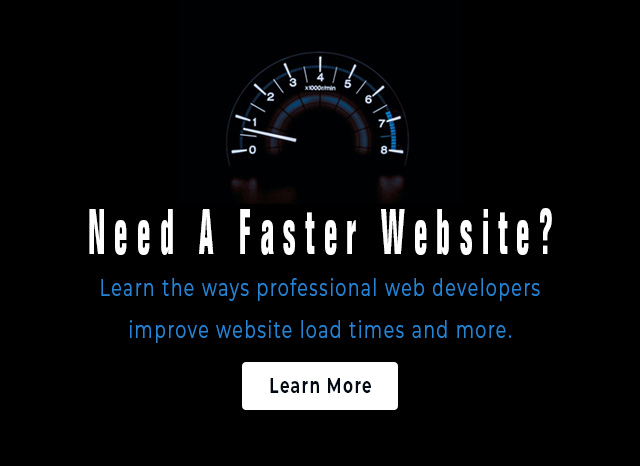 4
3 5
2 6
x1000r/min
1 7
0 8
Need A Faster Website?
Learn the ways professional web developers
improve website load times and more.
Learn More